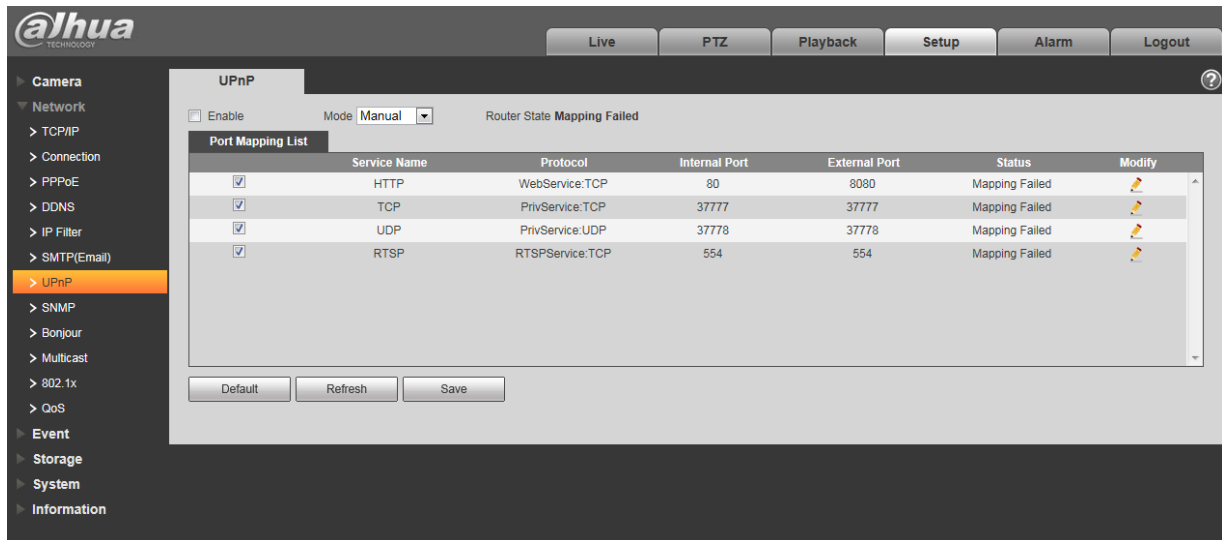 alhua
TECHNOLOGY
Live PTZ Playback Setup Alarm Logout
Camera
Network
> TCP/IP
> Connection
> PPPoE
> DDNS
> IP Filter
> SMTP(Email)
> UPnP
> SNMP
> Bonjour
> Multicast
> 802.1x
> QoS
Event
Storage
System
Information
UPnP ?
Enable Mode Manual Router State Mapping Failed
Port Mapping List
Service Name Protocol Internal Port External Port Status Modify
HTTP WebService:TCP 80 8080 Mapping Failed
TCP PrivService:TCP 37777 37777 Mapping Failed
UDP PrivService:UDP 37778 37778 Mapping Failed
RTSP RTSPService:TCP 554 554 Mapping Failed
Default Refresh Save